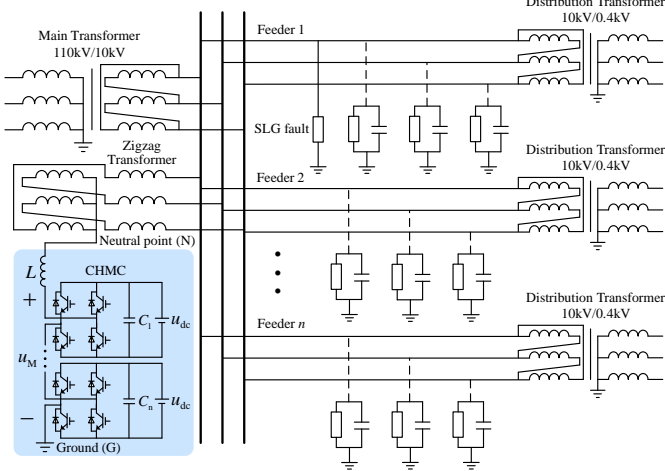 Distribution Transformer
10kV/0.4kV
Main Transformer
110kV/10kV
Feeder 1
SLG fault
Zigzag
Transformer
Distribution Transformer
10kV/0.4kV
Feeder 2
Neutral point (N)
L
CHMC
+
C1
udc
uM
Cn
udc
−
Ground (G)
Distribution Transformer
10kV/0.4kV
Feeder n